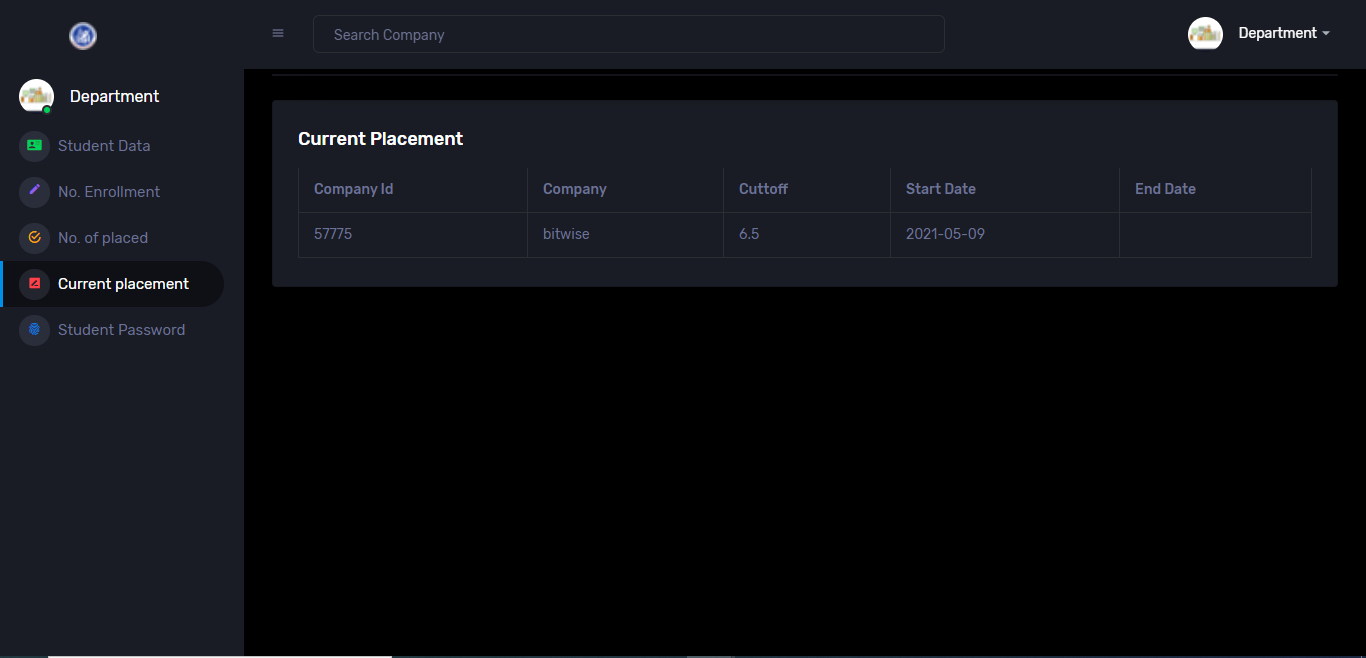 Search Company
Department
Department
Student Data
No. Enrollment
No. of placed
Current placement
Student Password
Current Placement
Company Id Company Cuttoff Start Date End Date
57775 bitwise 6.5 2021-05-09